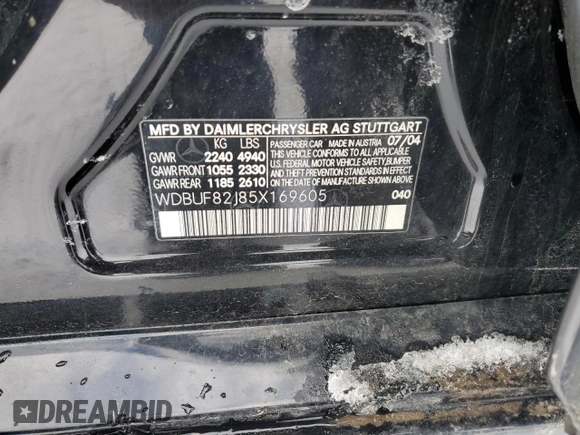 MFD BY DAIMLERCHRYSLER AG STUTTGART
KG LBS
GVWR 2240 4940
GAWR FRONT 1055 2330
GAWR REAR 1185 2610
PASSENGER CAR MADE IN AUSTRIA 07/04
THIS VEHICLE CONFORMS TO ALL APPLICABLE
U.S. FEDERAL MOTOR VEHICLE SAFETY, BUMPER
AND THEFT PREVENTION STANDARDS IN EFFECT
ON THE DATE OF MANUFACTURE SHOWN ABOVE.
WDBUF82J85X169605
040
DREAMBID